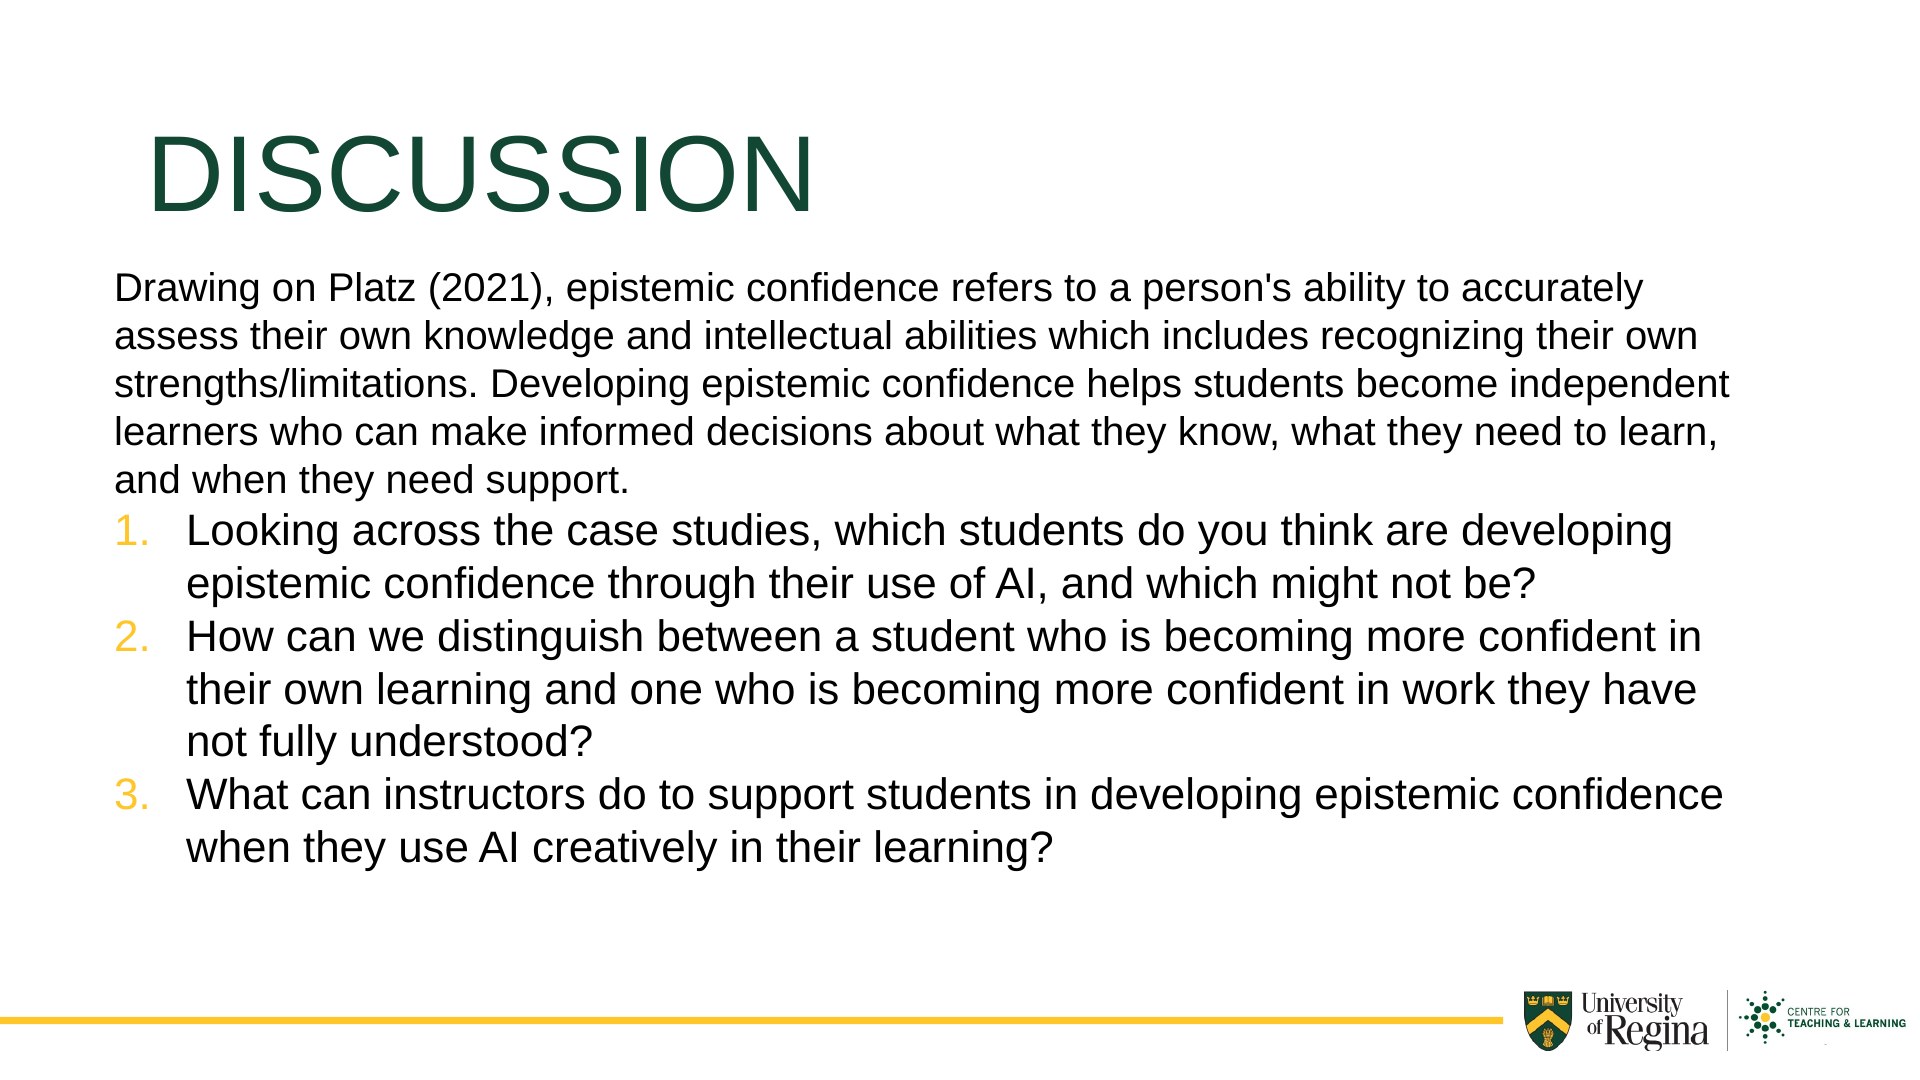 DISCUSSION
Drawing on Platz (2021), epistemic confidence refers to a person's ability to accurately
assess their own knowledge and intellectual abilities which includes recognizing their own
strengths/limitations. Developing epistemic confidence helps students become independent
learners who can make informed decisions about what they know, what they need to learn,
and when they need support.
1. Looking across the case studies, which students do you think are developing
epistemic confidence through their use of AI, and which might not be?
2. How can we distinguish between a student who is becoming more confident in
their own learning and one who is becoming more confident in work they have
not fully understood?
3. What can instructors do to support students in developing epistemic confidence
when they use AI creatively in their learning?
University
of Regina
CENTRE FOR
TEACHING & LEARNING